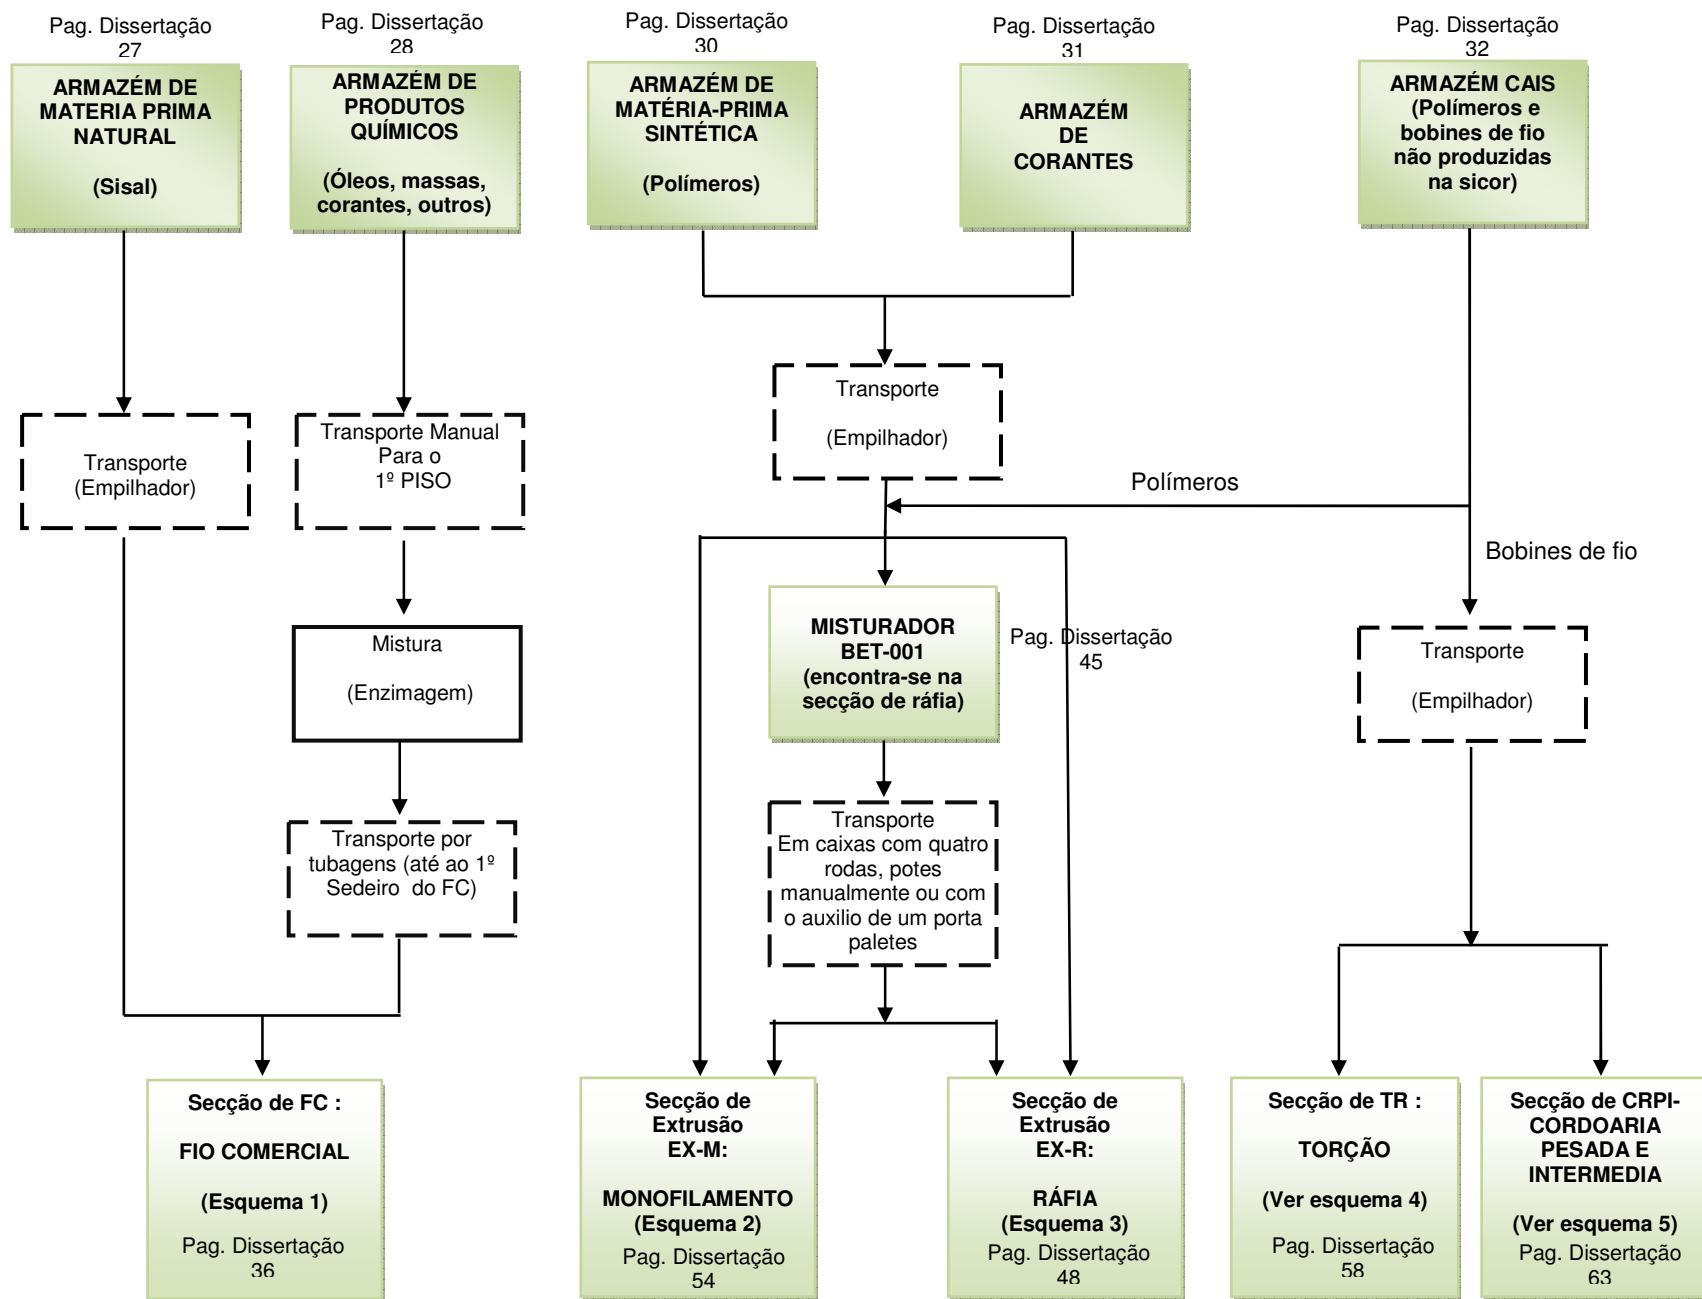 Pag. Dissertação
27
ARMAZÉM DE
MATERIA PRIMA
NATURAL
(Sisal)
Pag. Dissertação
28
ARMAZÉM DE
PRODUTOS
QUÍMICOS
(Óleos, massas,
corantes, outros)
Pag. Dissertação
30
ARMAZÉM DE
MATÉRIA-PRIMA
SINTÉTICA
(Polímeros)
Pag. Dissertação
31
ARMAZÉM
DE
CORANTES
Pag. Dissertação
32
ARMAZÉM CAIS
(Polímeros e
bobines de fio
não produzidas
na sicor)
Transporte
(Empilhador)
Transporte Manual
Para o
1º PISO
Transporte
(Empilhador)
Polímeros
Bobines de fio
Mistura
(Enzimagem)
MISTURADOR
BET-001
(encontra-se na
secção de ráfia)
Pag. Dissertação
45
Transporte
(Empilhador)
Transporte por
tubagens (até ao 1º
Sedeiro do FC)
Transporte
Em caixas com quatro
rodas, potes
manualmente ou com
o auxilio de um porta
paletes
Secção de FC :
FIO COMERCIAL
(Esquema 1)
Pag. Dissertação
36
Secção de
Extrusão
EX-M:
MONOFILAMENTO
(Esquema 2)
Pag. Dissertação
54
Secção de
Extrusão
EX-R:
RÁFIA
(Esquema 3)
Pag. Dissertação
48
Secção de TR :
TORÇÃO
(Ver esquema 4)
Pag. Dissertação
58
Secção de CRPI-
CORDOARIA
PESADA E
INTERMEDIA
(Ver esquema 5)
Pag. Dissertação
63